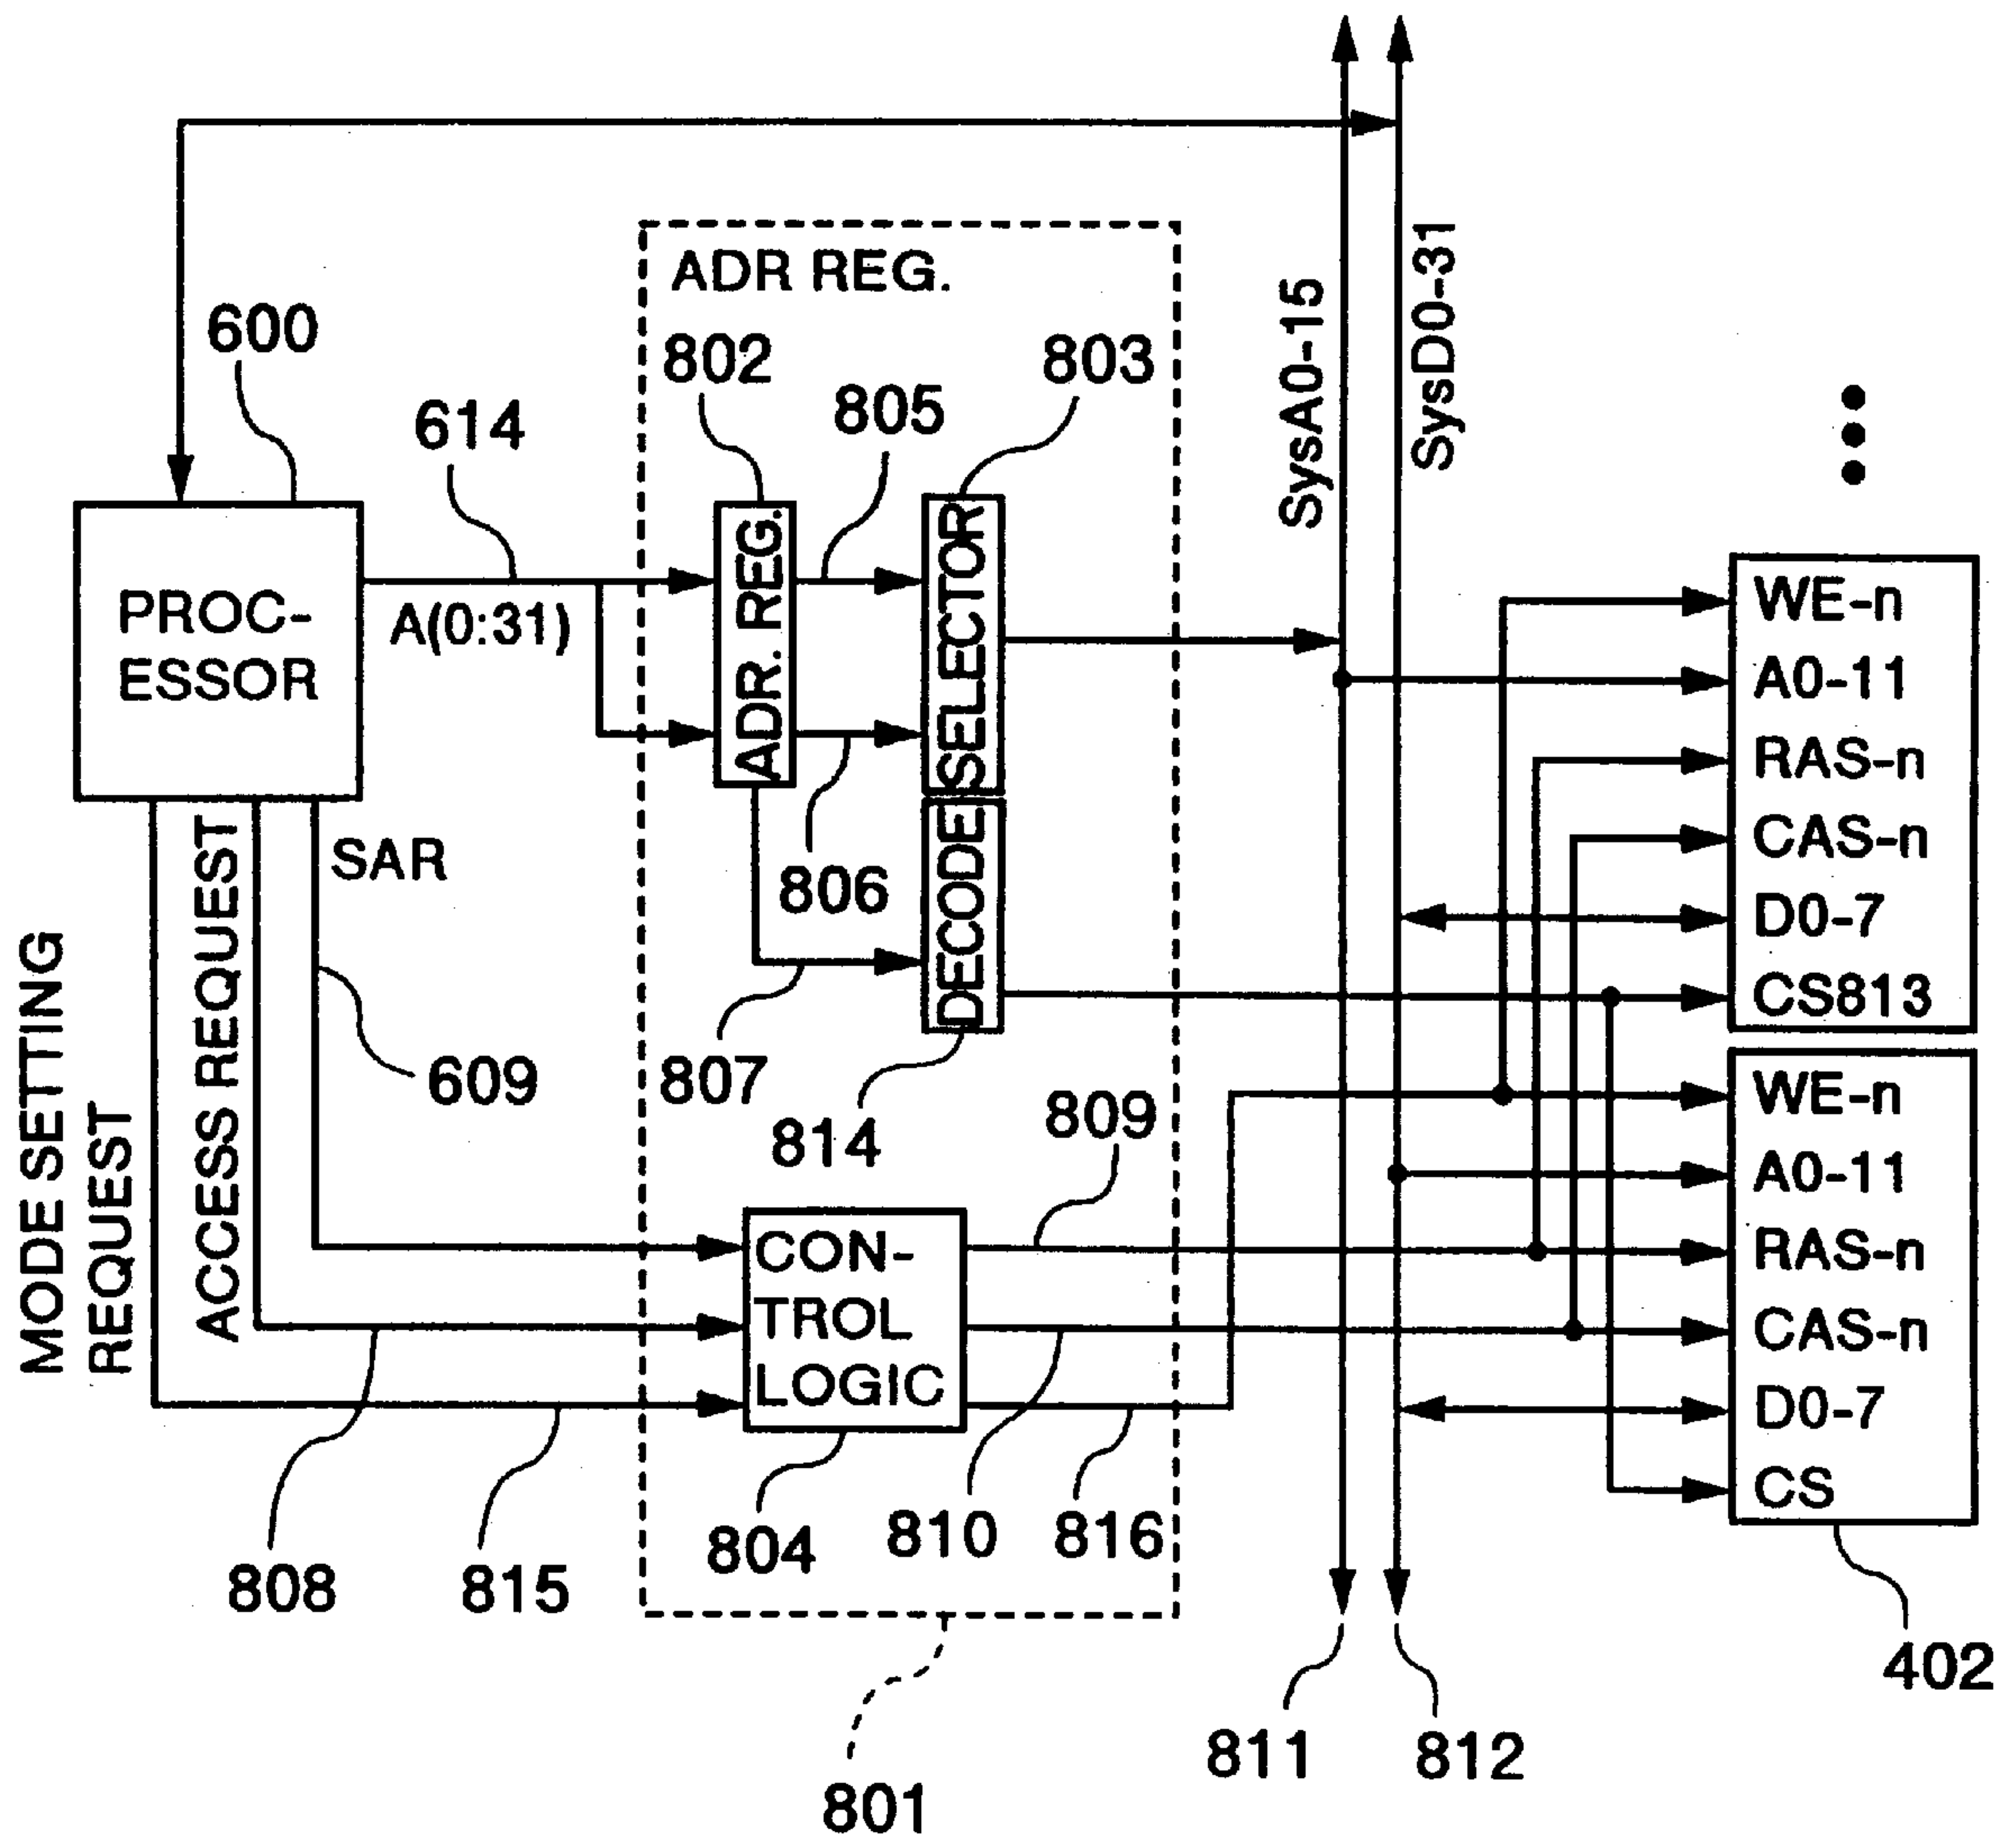 SysA0-15
SysD0-31
600
614
ADR REG.
802
805
803
PROC-
ESSOR
A(0:31)
ADR. REG.
SELECTOR
DECODE
806
807
814
SAR
609
ACCESS REQUEST
MODE SETTING
REQUEST
CON-
TROL
LOGIC
809
808
815
804
810
816
801
811
812
WE-n
A0-11
RAS-n
CAS-n
D0-7
CS813
WE-n
A0-11
RAS-n
CAS-n
D0-7
CS
402